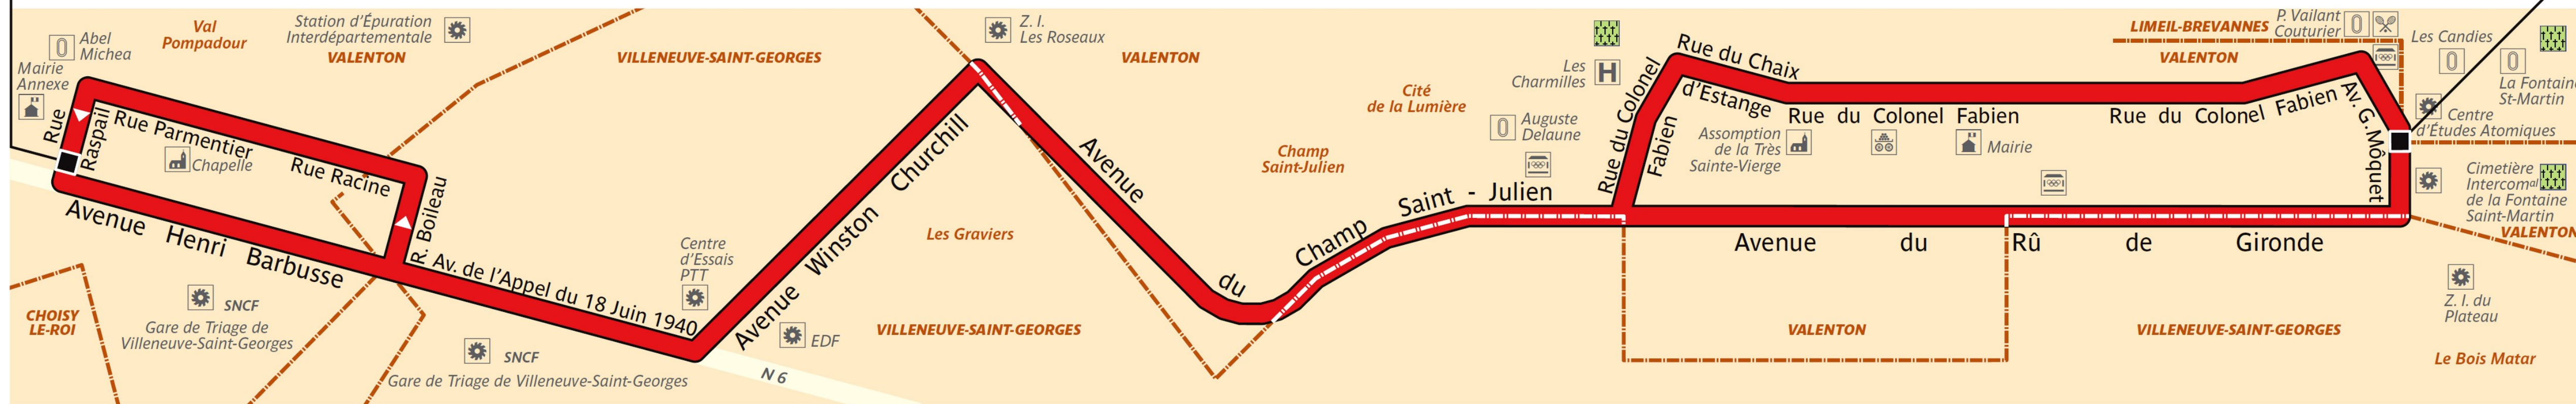 Abel
Michea
Mairie
Annexe
Val
Pompadour
Station d’Épuration
Interdépartementale
VALENTON
Rue
Raspail
Rue Parmentier
Chapelle
Rue Racine
R. Boileau
Avenue Henri Barbusse
CHOISY
LE-ROI
SNCF
Gare de Triage de
Villeneuve-Saint-Georges
VILLENEUVE-SAINT-GEORGES
Av. de l’Appel du 18 Juin 1940
SNCF
Gare de Triage de Villeneuve-Saint-Georges
Centre
d’Essais
PTT
N 6
EDF
Avenue Winston Churchill
Z. I.
Les Roseaux
VALENTON
Les Graviers
VILLENEUVE-SAINT-GEORGES
Avenue du Champ Saint - Julien
Cité
de la Lumière
Champ
Saint-Julien
Les
Charmilles
H
Auguste
Delaune
Rue du Colonel
Fabien
Rue du Chaix
d’Estange
Rue du Colonel Fabien
Rue du Colonel Fabien
Assomption
de la Très
Sainte-Vierge
Mairie
Avenue du Rû de Gironde
VALENTON
VILLENEUVE-SAINT-GEORGES
LIMEIL-BREVANNES
VALENTON
P. Vaillant
Couturier
Av. G. Môquet
Les Candies
La Fontaine
St-Martin
Centre
d’Études Atomiques
Cimetière
Intercomal
de la Fontaine
Saint-Martin
VALENTON
Z. I. du
Plateau
Le Bois Matar